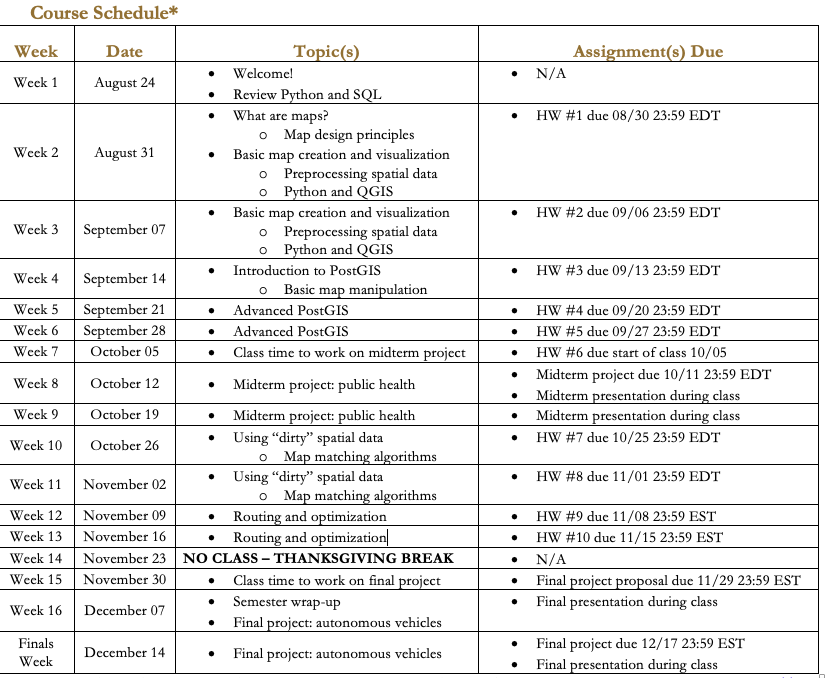 Course Schedule*
Week Date Topic(s) Assignment(s) Due
Week 1 August 24
• Welcome!
• Review Python and SQL
• N/A
Week 2 August 31
• What are maps?
o Map design principles
• Basic map creation and visualization
o Preprocessing spatial data
o Python and QGIS
• HW #1 due 08/30 23:59 EDT
Week 3 September 07
• Basic map creation and visualization
o Preprocessing spatial data
o Python and QGIS
• HW #2 due 09/06 23:59 EDT
Week 4 September 14
• Introduction to PostGIS
o Basic map manipulation
• HW #3 due 09/13 23:59 EDT
Week 5 September 21 • Advanced PostGIS • HW #4 due 09/20 23:59 EDT
Week 6 September 28 • Advanced PostGIS • HW #5 due 09/27 23:59 EDT
Week 7 October 05 • Class time to work on midterm project • HW #6 due start of class 10/05
Week 8 October 12 • Midterm project: public health
• Midterm project due 10/11 23:59 EDT
• Midterm presentation during class
Week 9 October 19 • Midterm project: public health • Midterm presentation during class
Week 10 October 26
• Using “dirty” spatial data
o Map matching algorithms
• HW #7 due 10/25 23:59 EDT
Week 11 November 02
• Using “dirty” spatial data
o Map matching algorithms
• HW #8 due 11/01 23:59 EDT
Week 12 November 09 • Routing and optimization • HW #9 due 11/08 23:59 EST
Week 13 November 16 • Routing and optimization • HW #10 due 11/15 23:59 EST
Week 14 November 23 NO CLASS – THANKSGIVING BREAK • N/A
Week 15 November 30 • Class time to work on final project • Final project proposal due 11/29 23:59 EST
Week 16 December 07
• Semester wrap-up
• Final project: autonomous vehicles
• Final presentation during class
Finals
Week
December 14 • Final project: autonomous vehicles
• Final project due 12/17 23:59 EST
• Final presentation during class